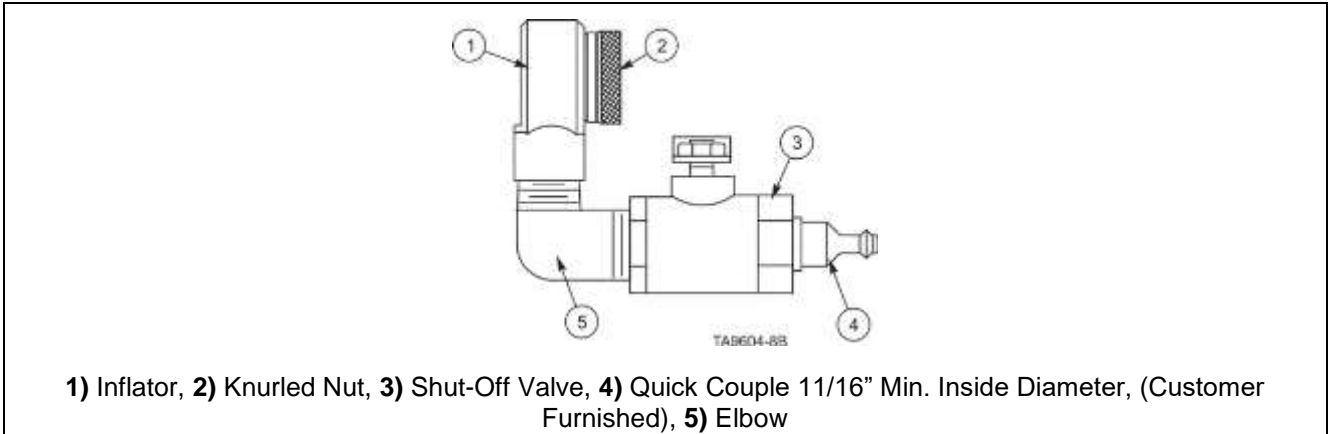 1
2
3
4
5
TA9604-8B
1) Inflator, 2) Knurled Nut, 3) Shut-Off Valve, 4) Quick Couple 11/16” Min. Inside Diameter, (Customer
Furnished), 5) Elbow